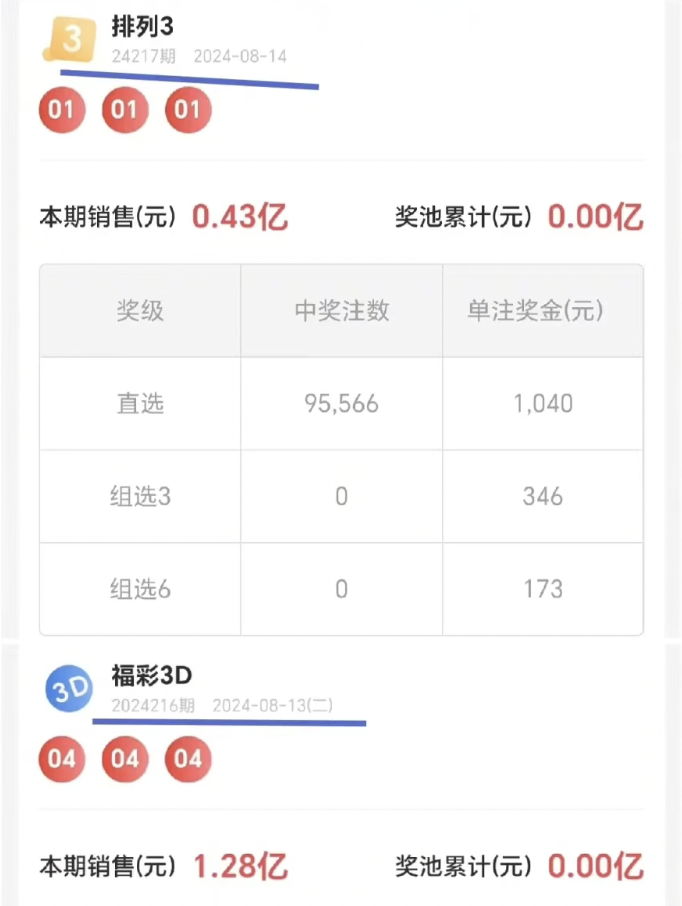 3
排列3
24217期 2024-08-14
01 01 01
本期销售(元) 0.43亿 奖池累计(元) 0.00亿
奖级 中奖注数 单注奖金(元)
直选 95,566 1,040
组选3 0 346
组选6 0 173
3D
福彩3D
2024216期 2024-08-13(二)
04 04 04
本期销售(元) 1.28亿 奖池累计(元) 0.00亿